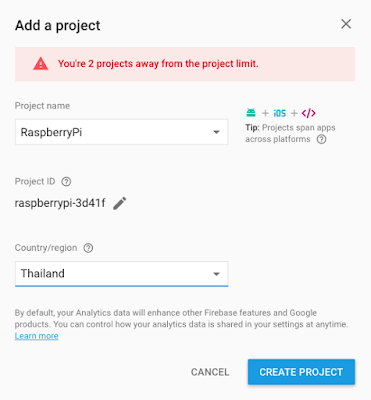 Add a project
You're 2 projects away from the project limit.
Project name
RaspberryPi
+ iOS + </>
Tip: Projects span apps
across platforms ?
Project ID ?
raspberrypi-3d41f
Country/region ?
Thailand
By default, your Analytics data will enhance other Firebase features and Google
products. You can control how your analytics data is shared in your settings at anytime.
Learn more
CANCEL
CREATE PROJECT